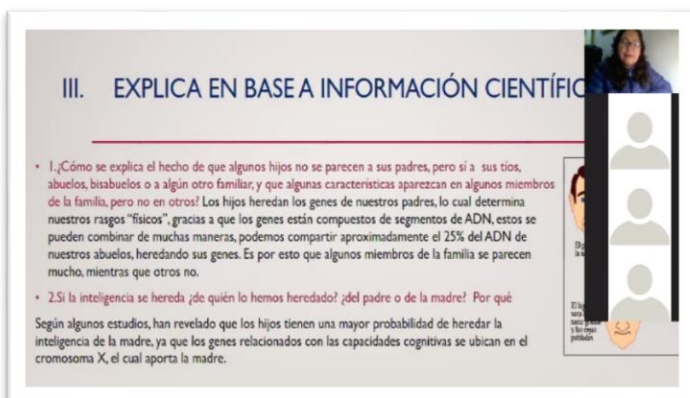 III. EXPLICA EN BASE A INFORMACIÓN CIENTÍFIC
• 1.¿Cómo se explica el hecho de que algunos hijos no se parecen a sus padres, pero sí a sus tíos,
abuelos, bisabuelos o a algún otro familiar, y que algunas características aparezcan en algunos miembros
de la familia, pero no en otros? Los hijos heredan los genes de nuestros padres, lo cual determina
nuestros rasgos “físicos”, gracias a que los genes están compuestos de segmentos de ADN, estos se
pueden combinar de muchas maneras, podemos compartir aproximadamente el 25% del ADN de
nuestros abuelos, heredando sus genes. Es por esto que algunos miembros de la familia se parecen
mucho, mientras que otros no.
• 2.Si la inteligencia se hereda ¿de quién lo hemos heredado? ¿del padre o de la madre? Por qué
Según algunos estudios, han revelado que los hijos tienen una mayor probabilidad de heredar la
inteligencia de la madre, ya que los genes relacionados con las capacidades cognitivas se ubican en el
cromosoma X, el cual aporta la madre.